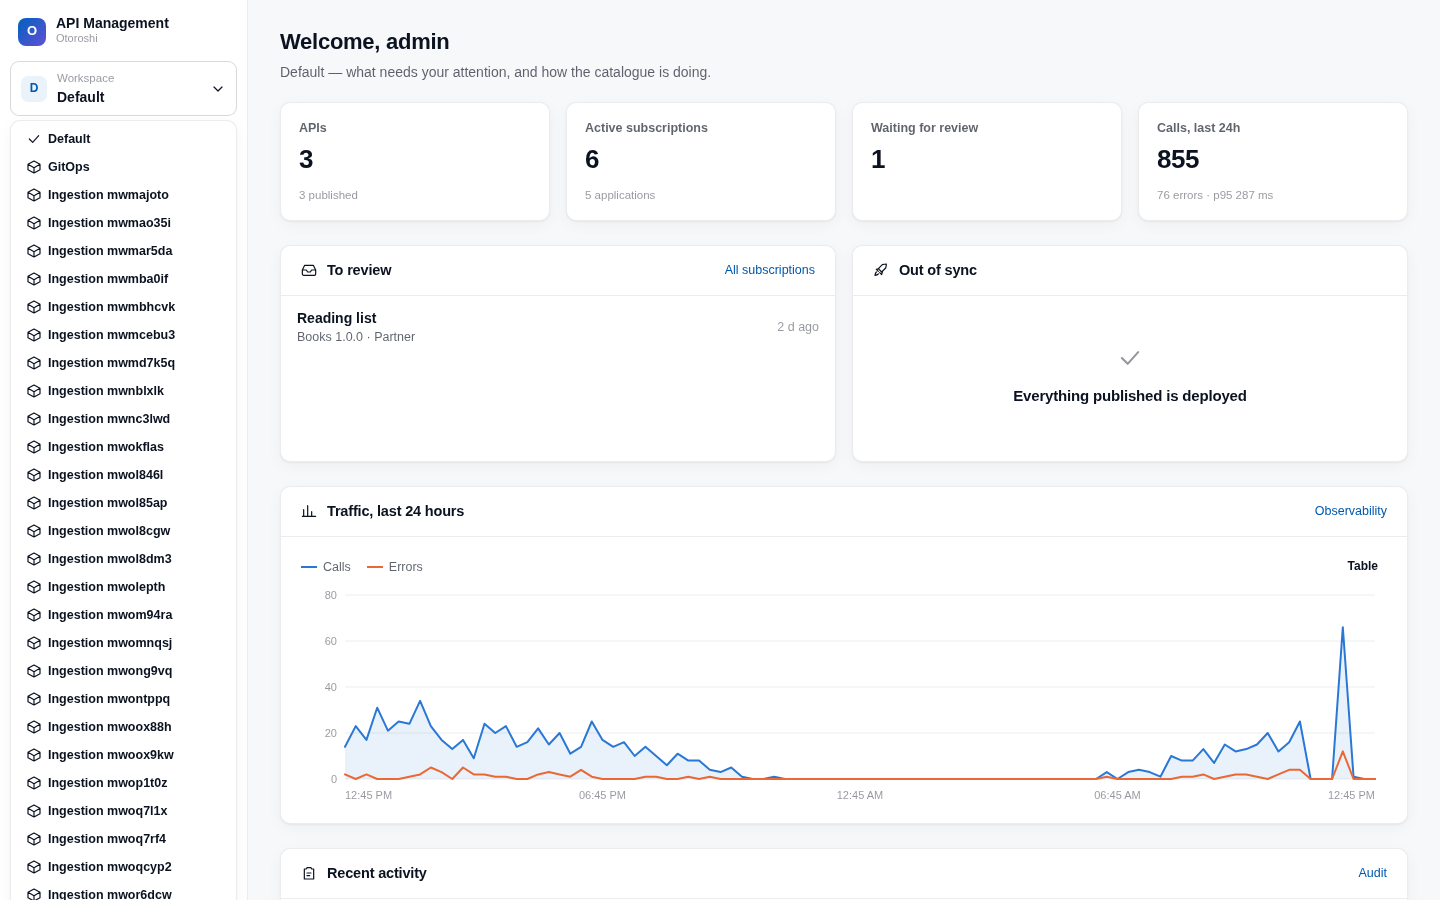 O
API Management
Otoroshi
D
Workspace
Default
Default
GitOps
Ingestion mwmajoto
Ingestion mwmao35i
Ingestion mwmar5da
Ingestion mwmba0if
Ingestion mwmbhcvk
Ingestion mwmcebu3
Ingestion mwmd7k5q
Ingestion mwnblxlk
Ingestion mwnc3lwd
Ingestion mwokflas
Ingestion mwol846l
Ingestion mwol85ap
Ingestion mwol8cgw
Ingestion mwol8dm3
Ingestion mwolepth
Ingestion mwom94ra
Ingestion mwomnqsj
Ingestion mwong9vq
Ingestion mwontppq
Ingestion mwoox88h
Ingestion mwoox9kw
Ingestion mwop1t0z
Ingestion mwoq7l1x
Ingestion mwoq7rf4
Ingestion mwoqcyp2
Ingestion mwor6dcw
Welcome, admin
Default — what needs your attention, and how the catalogue is doing.
APIs
3
3 published
Active subscriptions
6
5 applications
Waiting for review
1
Calls, last 24h
855
76 errors · p95 287 ms
To review
All subscriptions
Reading list
Books 1.0.0 · Partner
2 d ago
Out of sync
Everything published is deployed
Traffic, last 24 hours
Observability
Calls
Errors
Table
80
60
40
20
0
12:45 PM
06:45 PM
12:45 AM
06:45 AM
12:45 PM
Recent activity
Audit